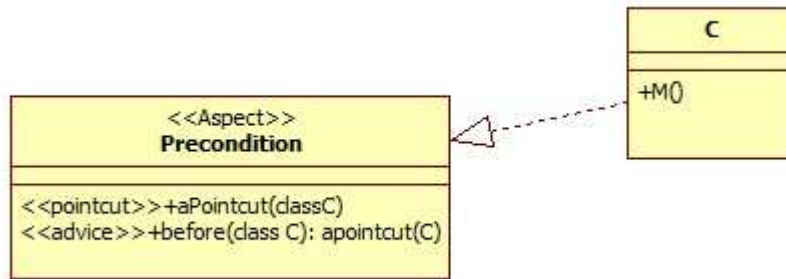 C
+M()
<<Aspect>>
Precondition
<<pointcut>>+aPointcut(classC)
<<advice>>+before(class C): apointcut(C)